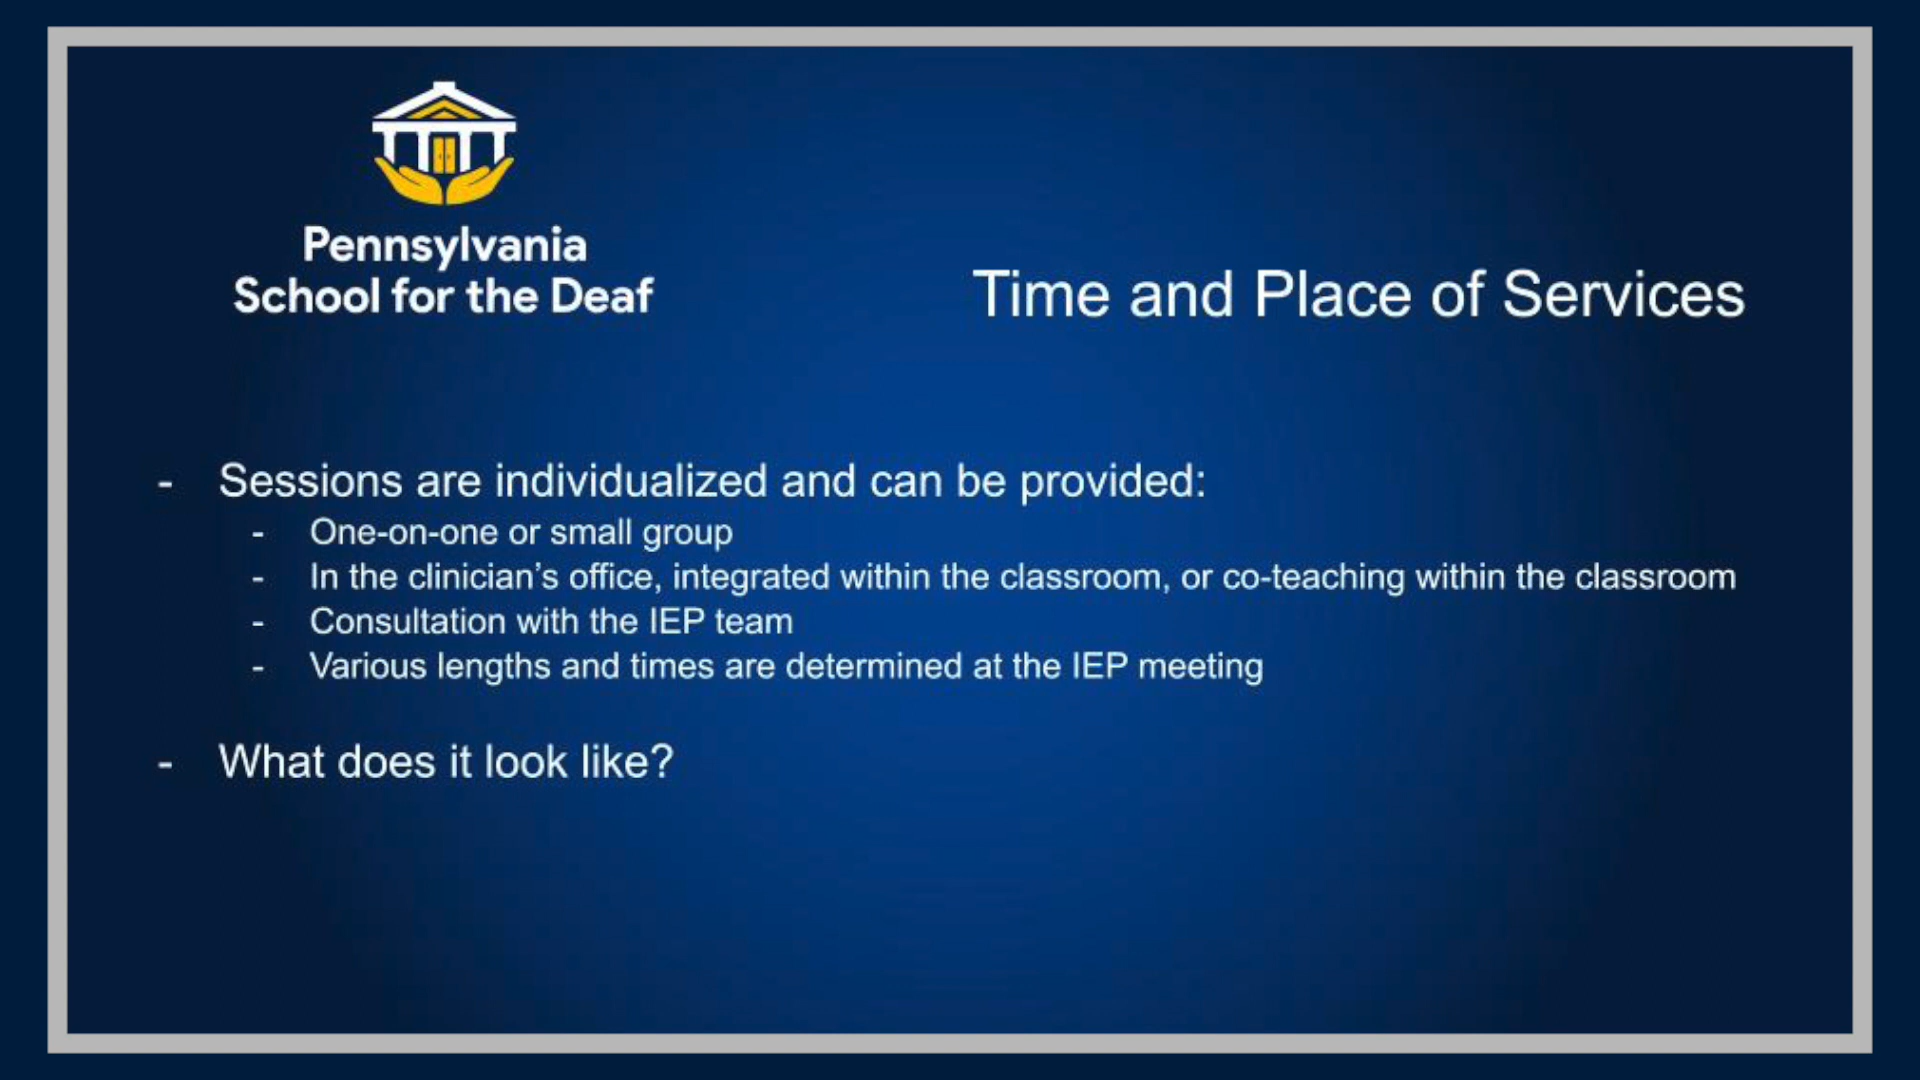 Pennsylvania
School for the Deaf
Time and Place of Services
- Sessions are individualized and can be provided:
- One-on-one or small group
- In the clinician’s office, integrated within the classroom, or co-teaching within the classroom
- Consultation with the IEP team
- Various lengths and times are determined at the IEP meeting
- What does it look like?